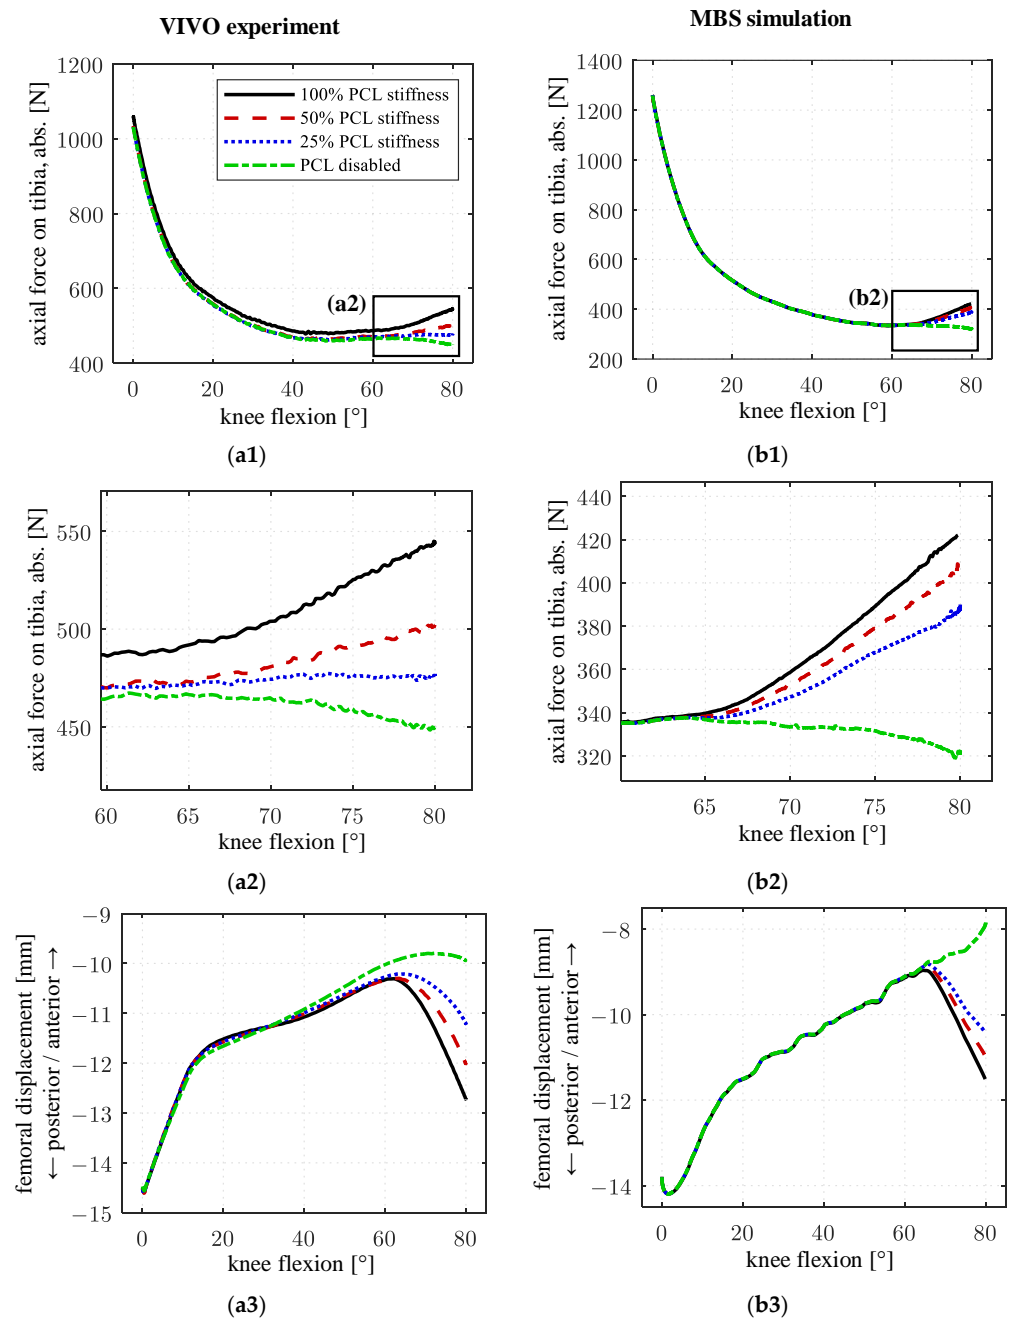 VIVO experiment
MBS simulation
axial force on tibia, abs. [N]
1200
1000
800
600
400
100% PCL stiffness
50% PCL stiffness
25% PCL stiffness
PCL disabled
(a2)
0 20 40 60 80
knee flexion [°]
(a1)
axial force on tibia, abs. [N]
1400
1200
1000
800
600
400
200
(b2)
0 20 40 60 80
knee flexion [°]
(b1)
axial force on tibia, abs. [N]
550
500
450
60 65 70 75 80
knee flexion [°]
(a2)
axial force on tibia, abs. [N]
440
420
400
380
360
340
320
65 70 75 80
knee flexion [°]
(b2)
femoral displacement [mm]
← posterior / anterior →
−9
−10
−11
−12
−13
−14
−15
0 20 40 60 80
knee flexion [°]
(a3)
femoral displacement [mm]
← posterior / anterior →
−8
−10
−12
−14
0 20 40 60 80
knee flexion [°]
(b3)